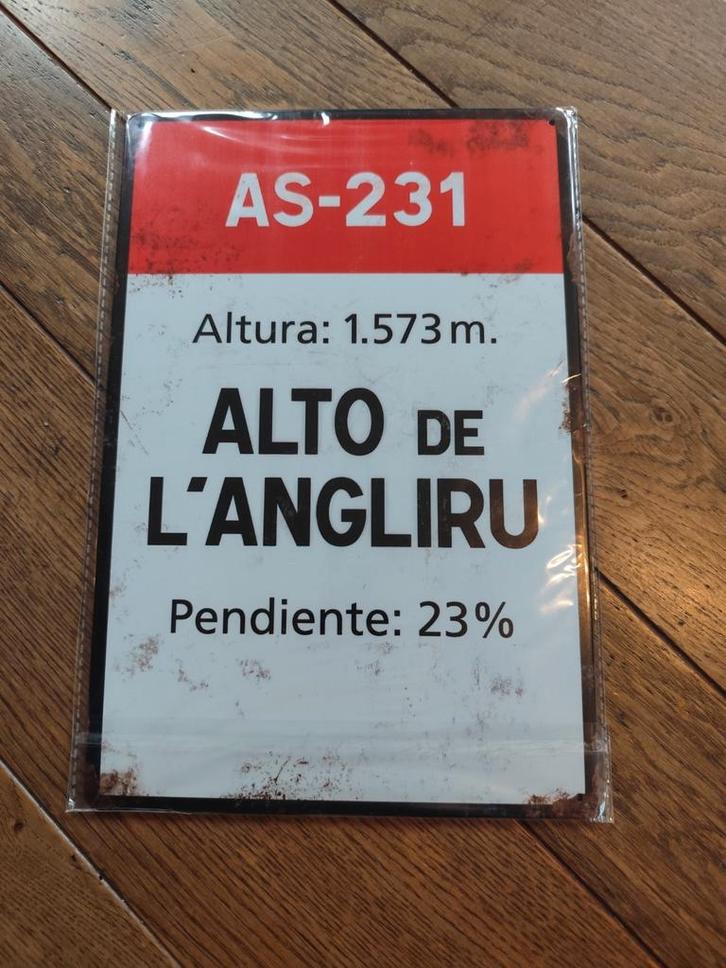 AS-231
Altura: 1.573 m.
ALTO DE
L'ANGLIRU
Pendiente: 23%